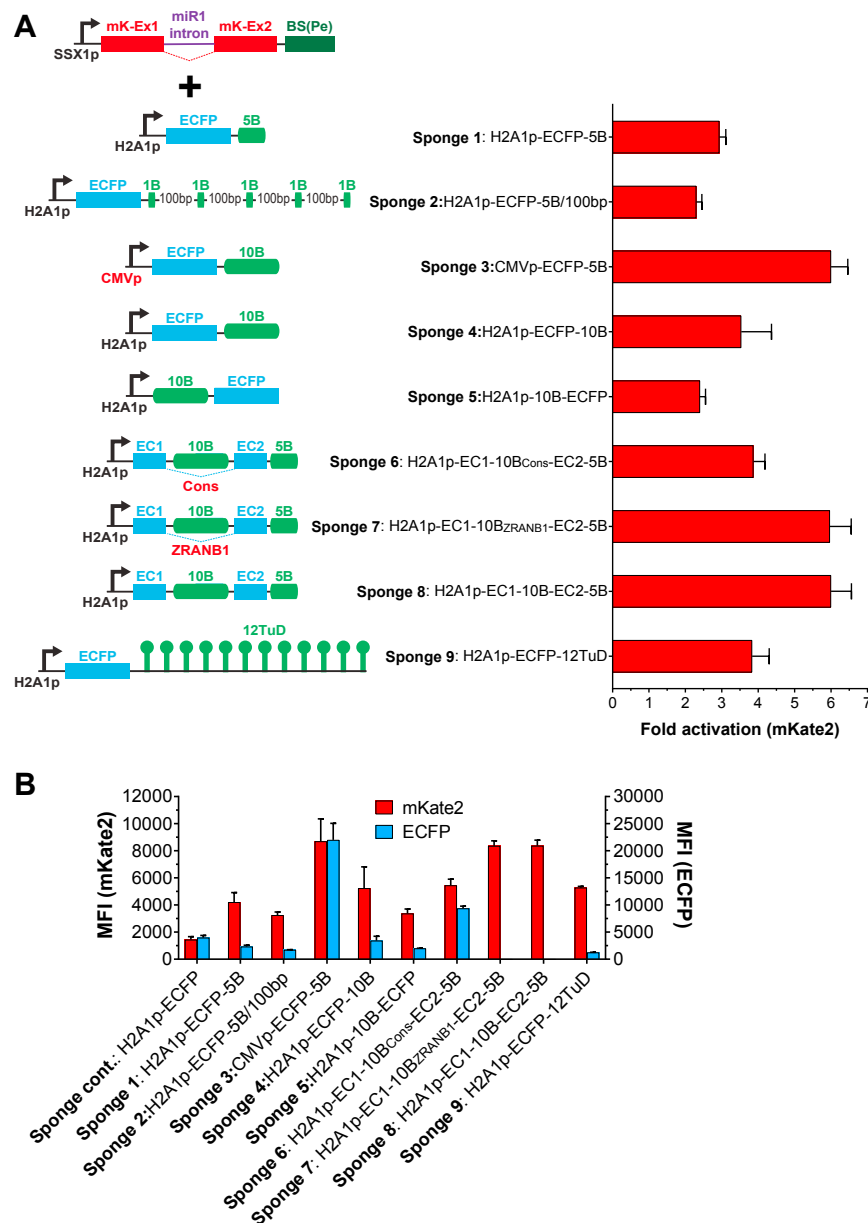 A
mK-Ex1 miR1 intron mK-Ex2 BS(Pe)
SSX1p
+
ECFP 5B
H2A1p
Sponge 1: H2A1p-ECFP-5B
ECFP 1B 1B 1B 1B 1B
100bp 100bp 100bp 100bp
H2A1p
Sponge 2:H2A1p-ECFP-5B/100bp
ECFP 10B
CMVp
Sponge 3:CMVp-ECFP-5B
ECFP 10B
H2A1p
Sponge 4:H2A1p-ECFP-10B
10B ECFP
H2A1p
Sponge 5:H2A1p-10B-ECFP
EC1 10B EC2 5B
H2A1p
Cons
Sponge 6: H2A1p-EC1-10BCons-EC2-5B
EC1 10B EC2 5B
H2A1p
ZRANB1
Sponge 7: H2A1p-EC1-10BZRANB1-EC2-5B
EC1 10B EC2 5B
H2A1p
Sponge 8: H2A1p-EC1-10B-EC2-5B
12TuD
ECFP
H2A1p
Sponge 9: H2A1p-ECFP-12TuD
0 1 2 3 4 5 6 7
Fold activation (mKate2)
B
MFI (mKate2)
12000
10000
8000
6000
4000
2000
0
mKate2
ECFP
30000
25000
20000
15000
10000
5000
0
MFI (ECFP)
Sponge cont.: H2A1p-ECFP
Sponge 1: H2A1p-ECFP-5B
Sponge 2:H2A1p-ECFP-5B/100bp
Sponge 3:CMVp-ECFP-5B
Sponge 4:H2A1p-ECFP-10B
Sponge 5:H2A1p-10B-ECFP
Sponge 6: H2A1p-EC1-10BCons-EC2-5B
Sponge 7: H2A1p-EC1-10BZRANB1-EC2-5B
Sponge 8: H2A1p-EC1-10B-EC2-5B
Sponge 9: H2A1p-ECFP-12TuD